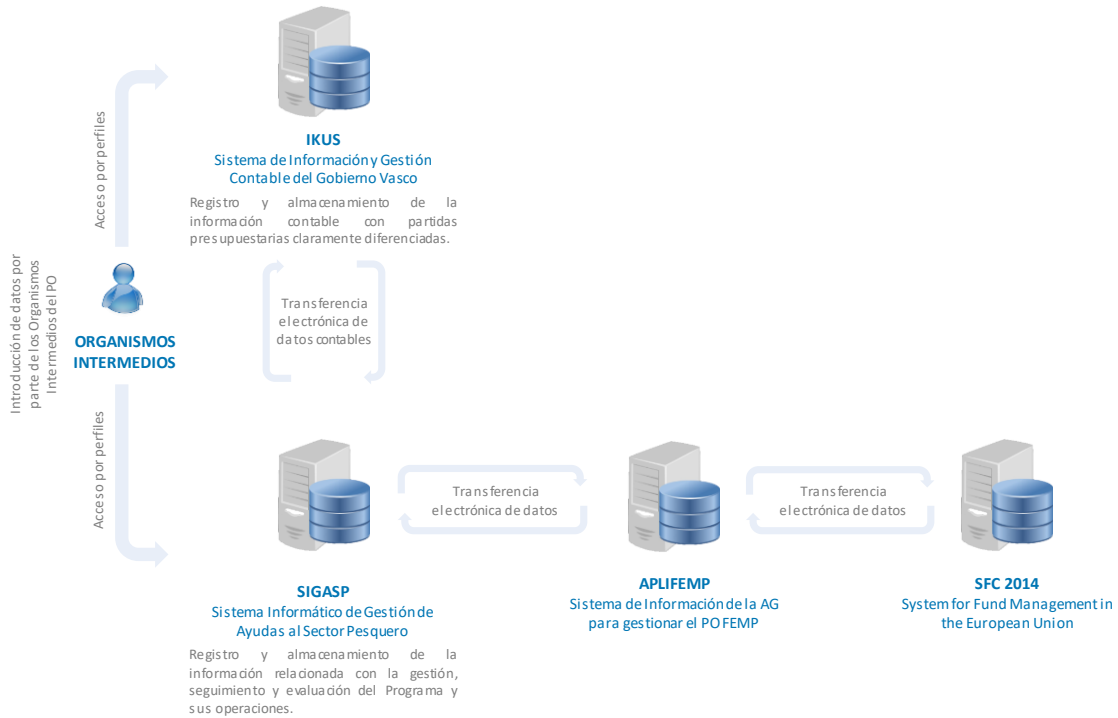 Introducción de datos por
parte de los Organismos
Intermedios del PO
Acceso por perfiles
ORGANISMOS
INTERMEDIOS
Acceso por perfiles
IKUS
Sistema de Información y Gestión
Contable del Gobierno Vasco
Registro y almacenamiento de la
información contable con partidas
presupuestarias claramente diferenciadas.
Transferencia
electrónica de
datos contables
SIGASP
Sistema Informático de Gestión de
Ayudas al Sector Pesquero
Registro y almacenamiento de la
información relacionada con la gestión,
seguimiento y evaluación del Programa y
sus operaciones.
Transferencia
electrónica de datos
APLIFEMP
Sistema de Información de la AG
para gestionar el PO FEMP
Transferencia
electrónica de datos
SFC 2014
System for Fund Management in
the European Union